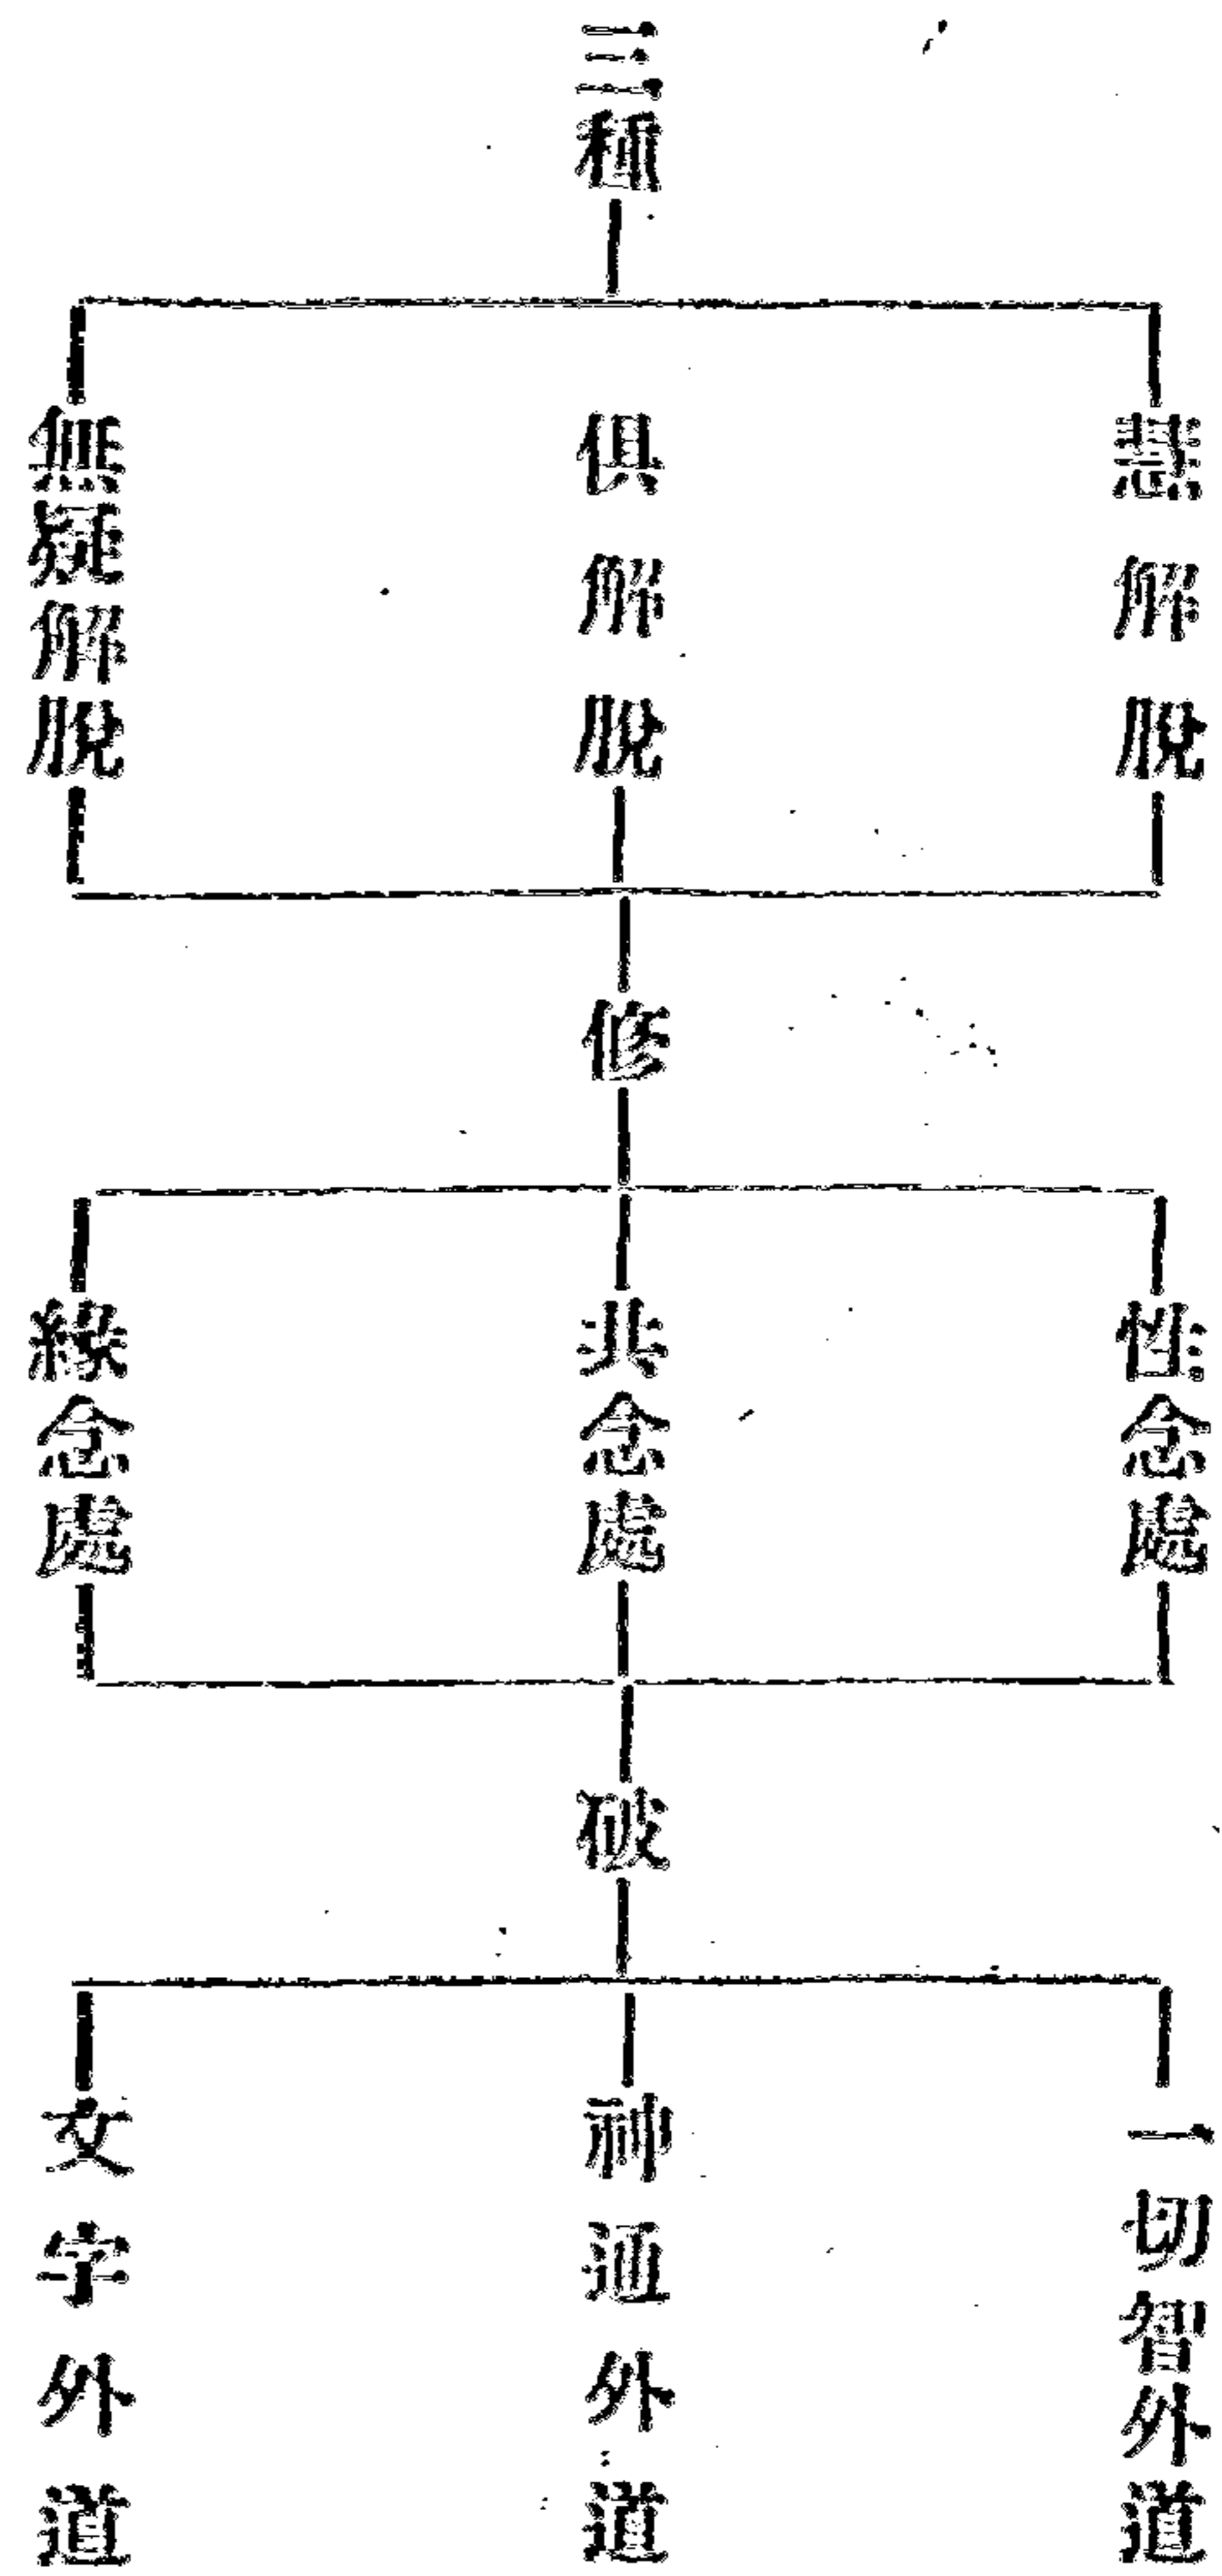 三種
慧解脫
俱解脫
無疑解脫
修
性念處
共念處
緣念處
破
一切智外道
神通外道
文字外道